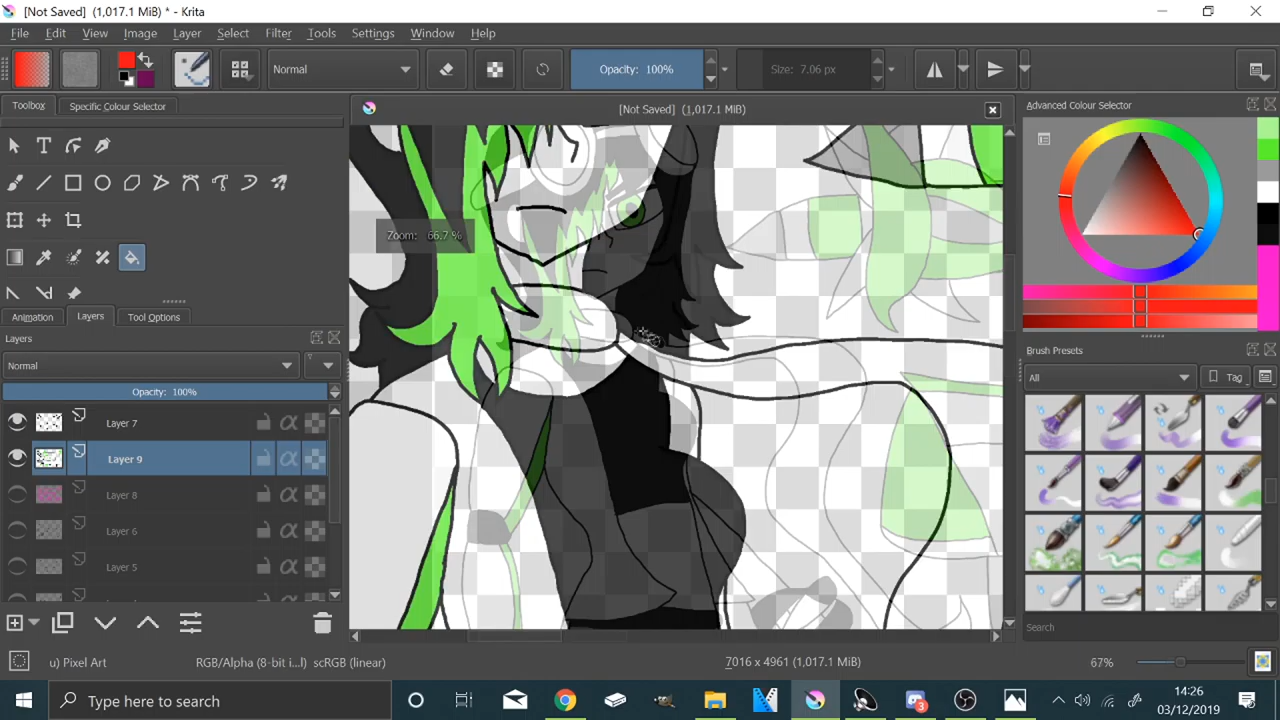 [Not Saved] (1,017.1 MiB) * - Krita
File Edit View Image Layer Select Filter Tools Settings Window Help
Normal Opacity: 100% Size: 7.06 px
Toolbox Specific Colour Selector
[Not Saved] (1,017.1 MiB)
Advanced Colour Selector
Zoom: 66.7 %
Animation Layers Tool Options
Layers
Normal
Opacity: 100%
Layer 7
Layer 9
Layer 8
Layer 6
Layer 5
Brush Presets
All Tag
Search
u) Pixel Art RGB/Alpha (8-bit i...l) scRGB (linear) 7016 x 4961 (1,017.1 MiB) 67%
Type here to search
3
14:26
03/12/2019